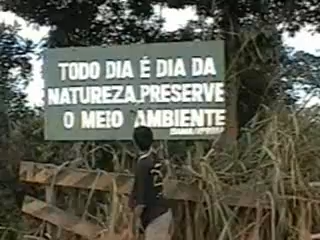 TODO DIA É DIA DA
NATUREZA, PRESERVE
O MEIO AMBIENTE